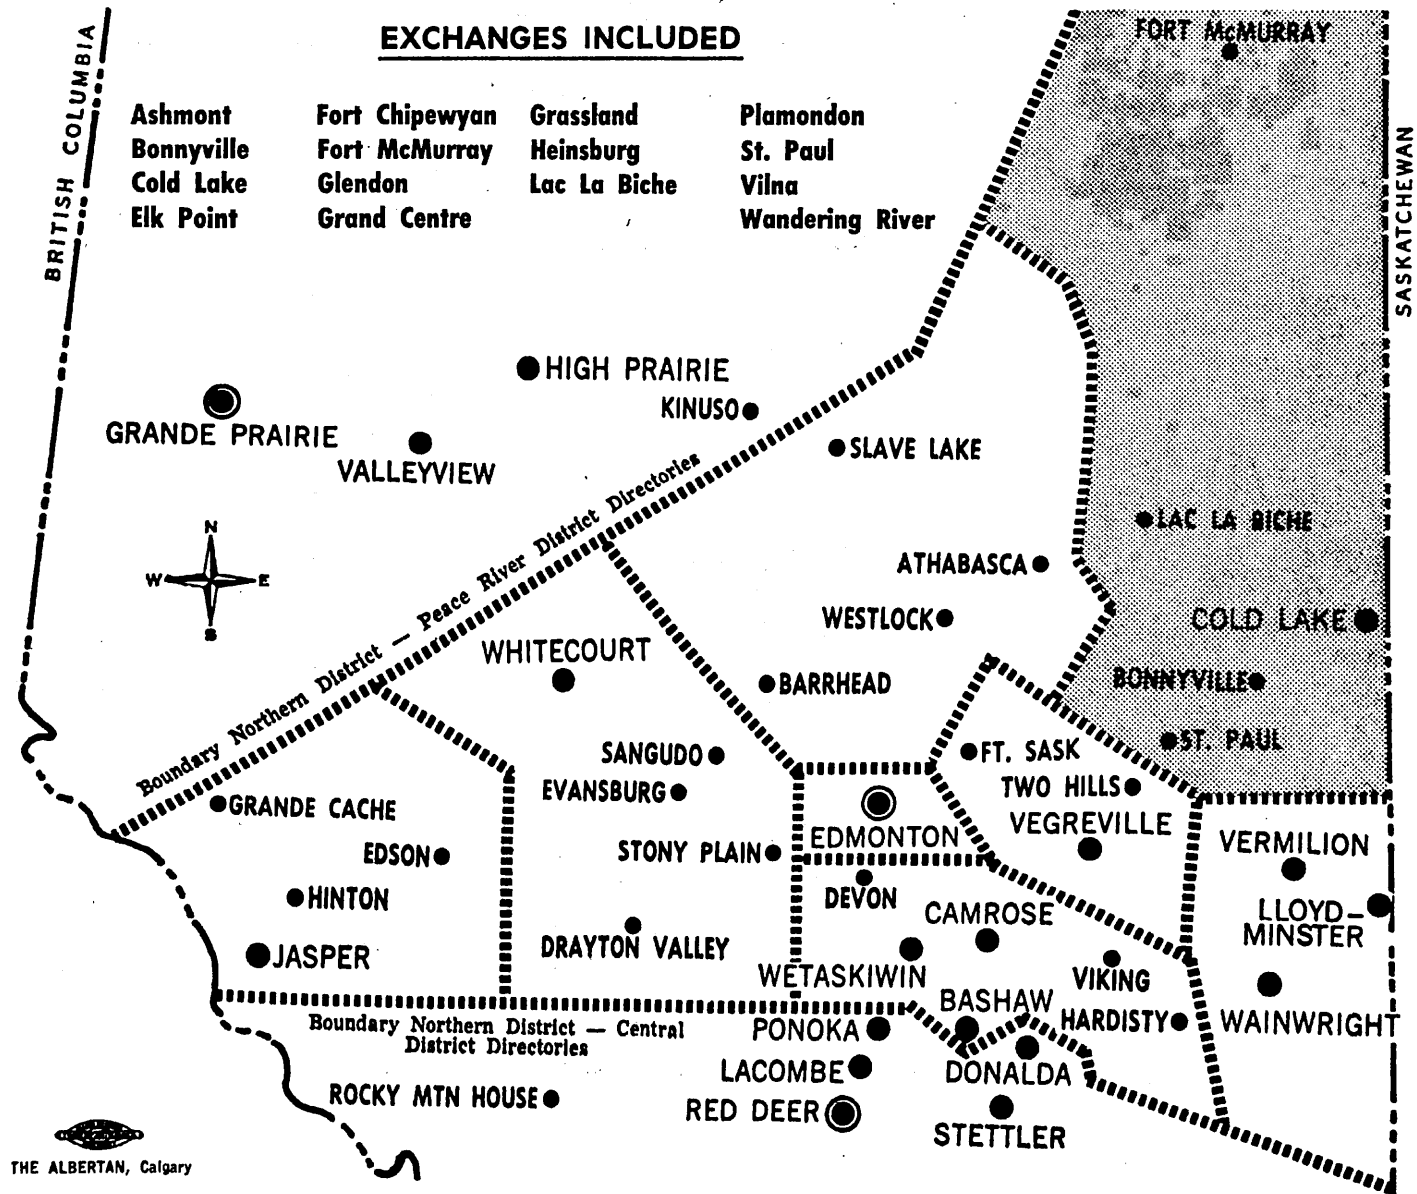 EXCHANGES INCLUDED
Ashmont
Bonnyville
Cold Lake
Elk Point
Fort Chipewyan
Fort McMurray
Glendon
Grand Centre
Grassland
Heinsburg
Lac La Biche
Plamondon
St. Paul
Vilna
Wandering River
BRITISH COLUMBIA
SASKATCHEWAN
FORT McMURRAY
HIGH PRAIRIE
KINUSO
GRANDE PRAIRIE
VALLEYVIEW
SLAVE LAKE
Boundary Northern District — Peace River District Directories
N
W E
S
LAC LA BICHE
ATHABASCA
WESTLOCK
COLD LAKE
WHITECOURT
BARRHEAD
BONNYVILLE
ST. PAUL
SANGUDO
FT. SASK
EVANSBURG
TWO HILLS
GRANDE CACHE
EDMONTON
VEGREVILLE
VERMILION
EDSON
STONY PLAIN
HINTON
DEVON
CAMROSE
LLOYD–
MINSTER
JASPER
DRAYTON VALLEY
WETASKIWIN
VIKING
BASHAW
HARDISTY
WAINWRIGHT
Boundary Northern District — Central
District Directories
PONOKA
LACOMBE
DONALDA
ROCKY MTN HOUSE
RED DEER
STETTLER
THE ALBERTAN, Calgary